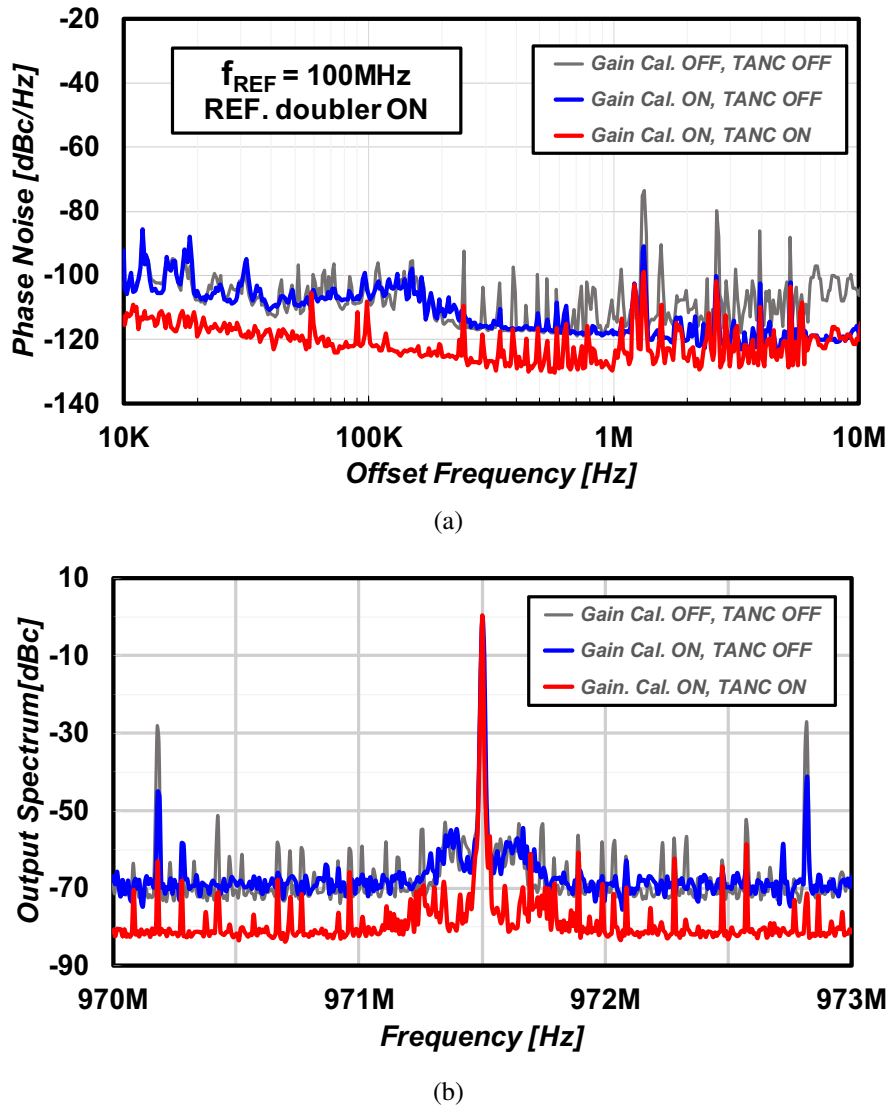 -20
-40
-60
-80
-100
-120
-140
Phase Noise [dBc/Hz]
fREF = 100MHz
REF. doubler ON
Gain Cal. OFF, TANC OFF
Gain Cal. ON, TANC OFF
Gain Cal. ON, TANC ON
10K
100K
1M
10M
Offset Frequency [Hz]
(a)
10
-10
-30
-50
-70
-90
Output Spectrum[dBc]
Gain Cal. OFF, TANC OFF
Gain Cal. ON, TANC OFF
Gain. Cal. ON, TANC ON
970M
971M
972M
973M
Frequency [Hz]
(b)